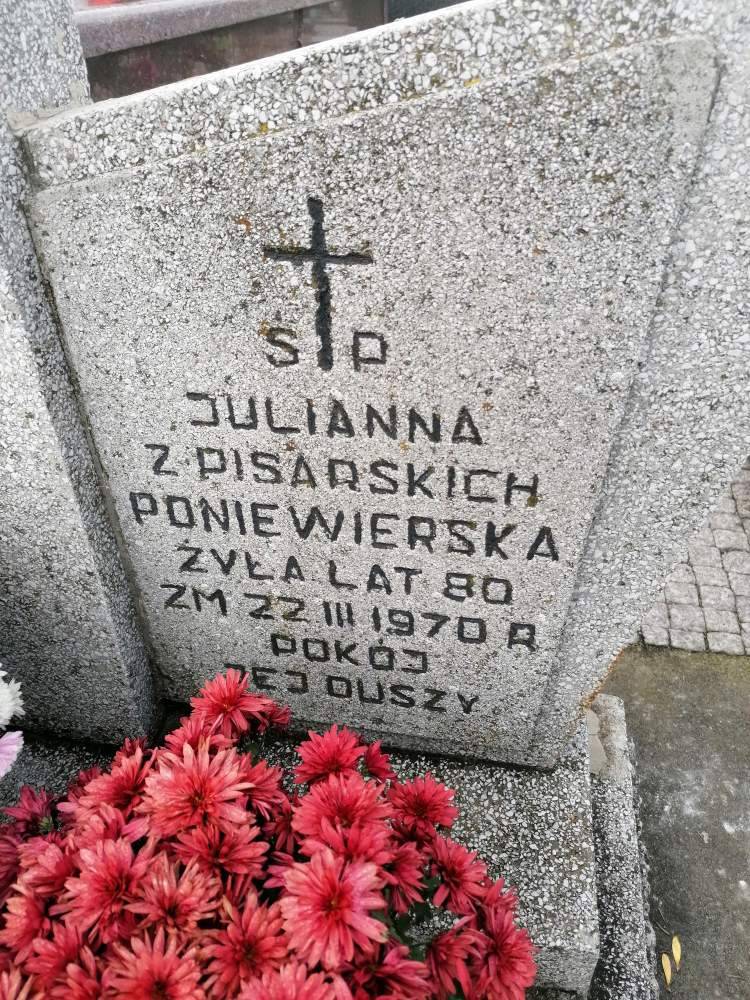 S P
JULIANNA
Z PISARSKICH
PONIEWIERSKA
ŻYŁA LAT 80
ZM 22 III 1970 R
POKÓJ
JEJ DUSZY